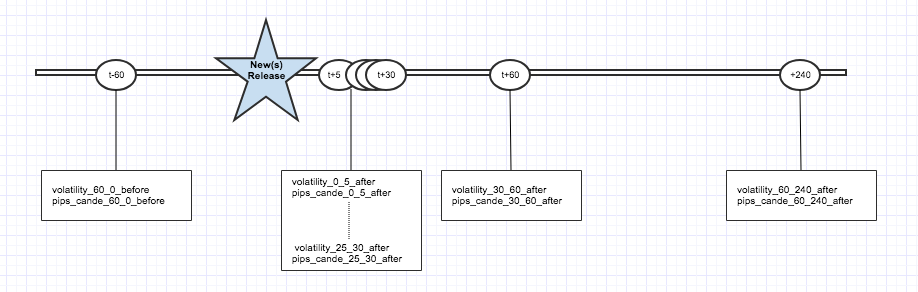 New(s)
Release
t-60
t+5
t+30
t+60
+240
volatility_60_0_before
pips_cande_60_0_before
volatility_0_5_after
pips_cande_0_5_after
volatility_25_30_after
pips_cande_25_30_after
volatility_30_60_after
pips_cande_30_60_after
volatility_60_240_after
pips_cande_60_240_after